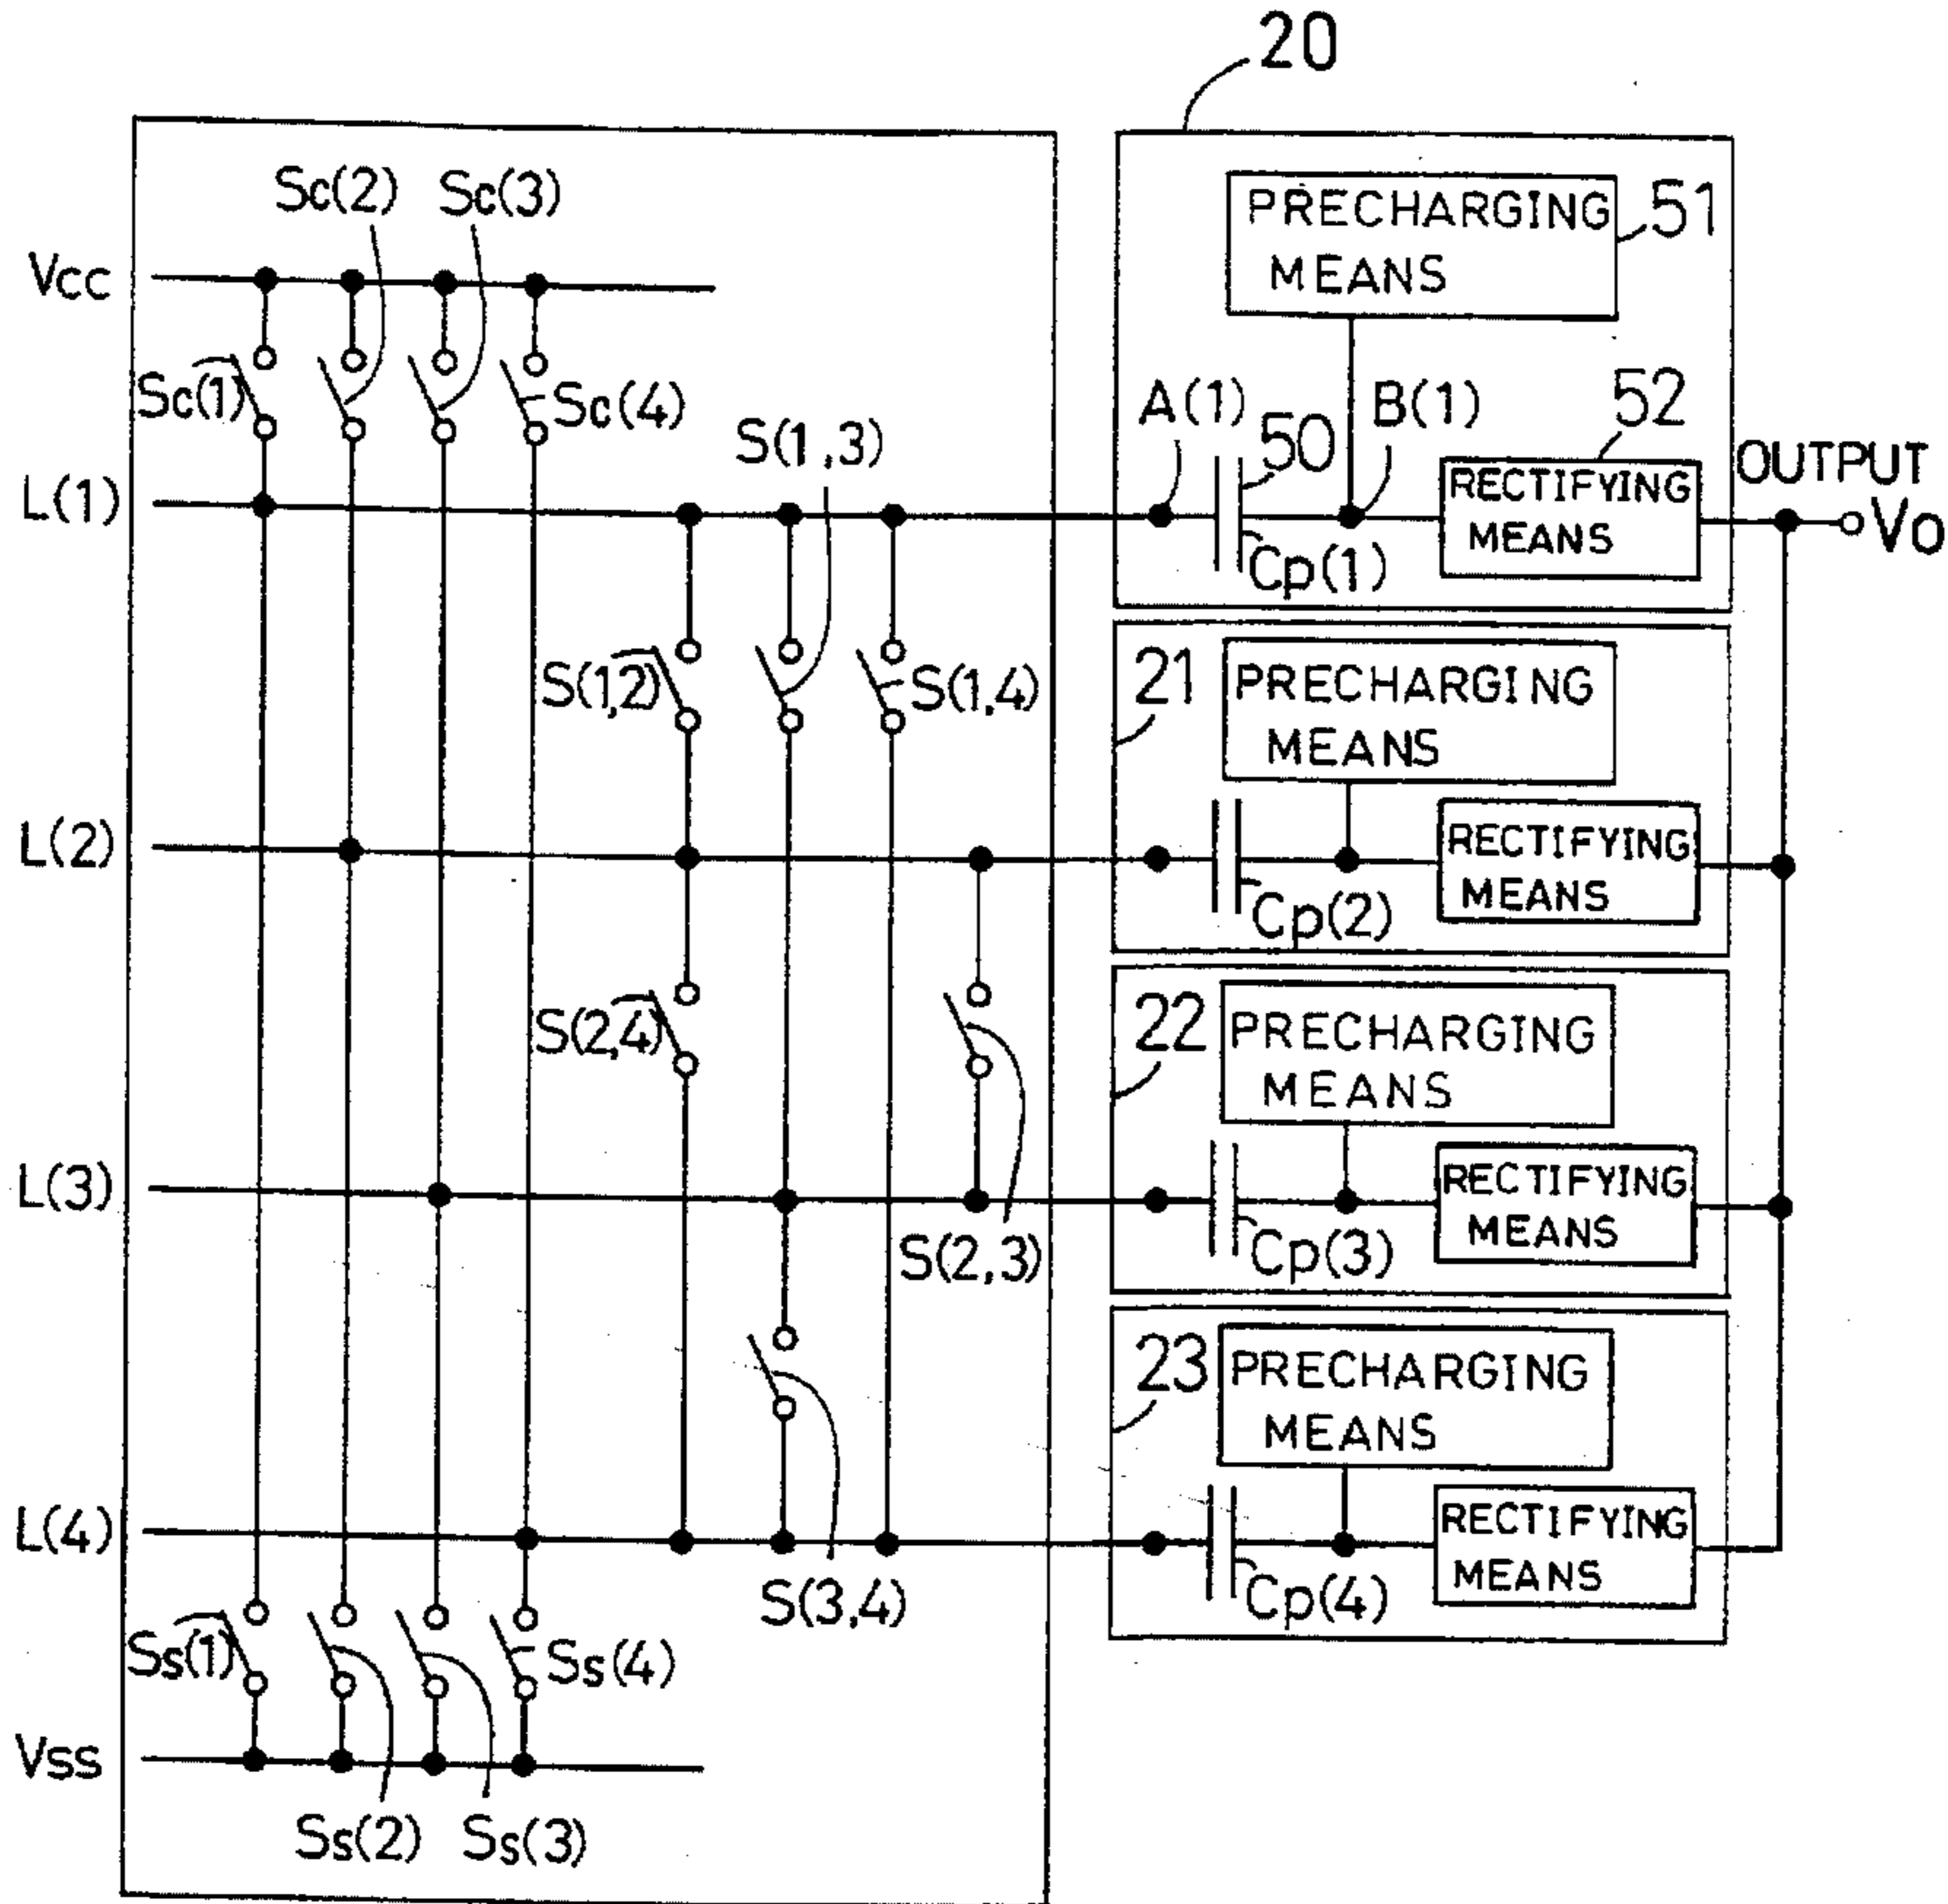 20
Sc(2) Sc(3)
PRECHARGING
MEANS
51
Vcc
Sc(1)
Sc(4)
A(1)
50
B(1)
52
S(1,3)
OUTPUT
L(1)
RECTIFYING
MEANS
Vo
Cp(1)
S(1,2)
S(1,4)
21
PRECHARGING
MEANS
L(2)
RECTIFYING
MEANS
Cp(2)
S(2,4)
22
PRECHARGING
MEANS
L(3)
RECTIFYING
MEANS
S(2,3)
Cp(3)
23
PRECHARGING
MEANS
L(4)
RECTIFYING
MEANS
S(3,4)
Cp(4)
Ss(1)
Ss(4)
Vss
Ss(2) Ss(3)